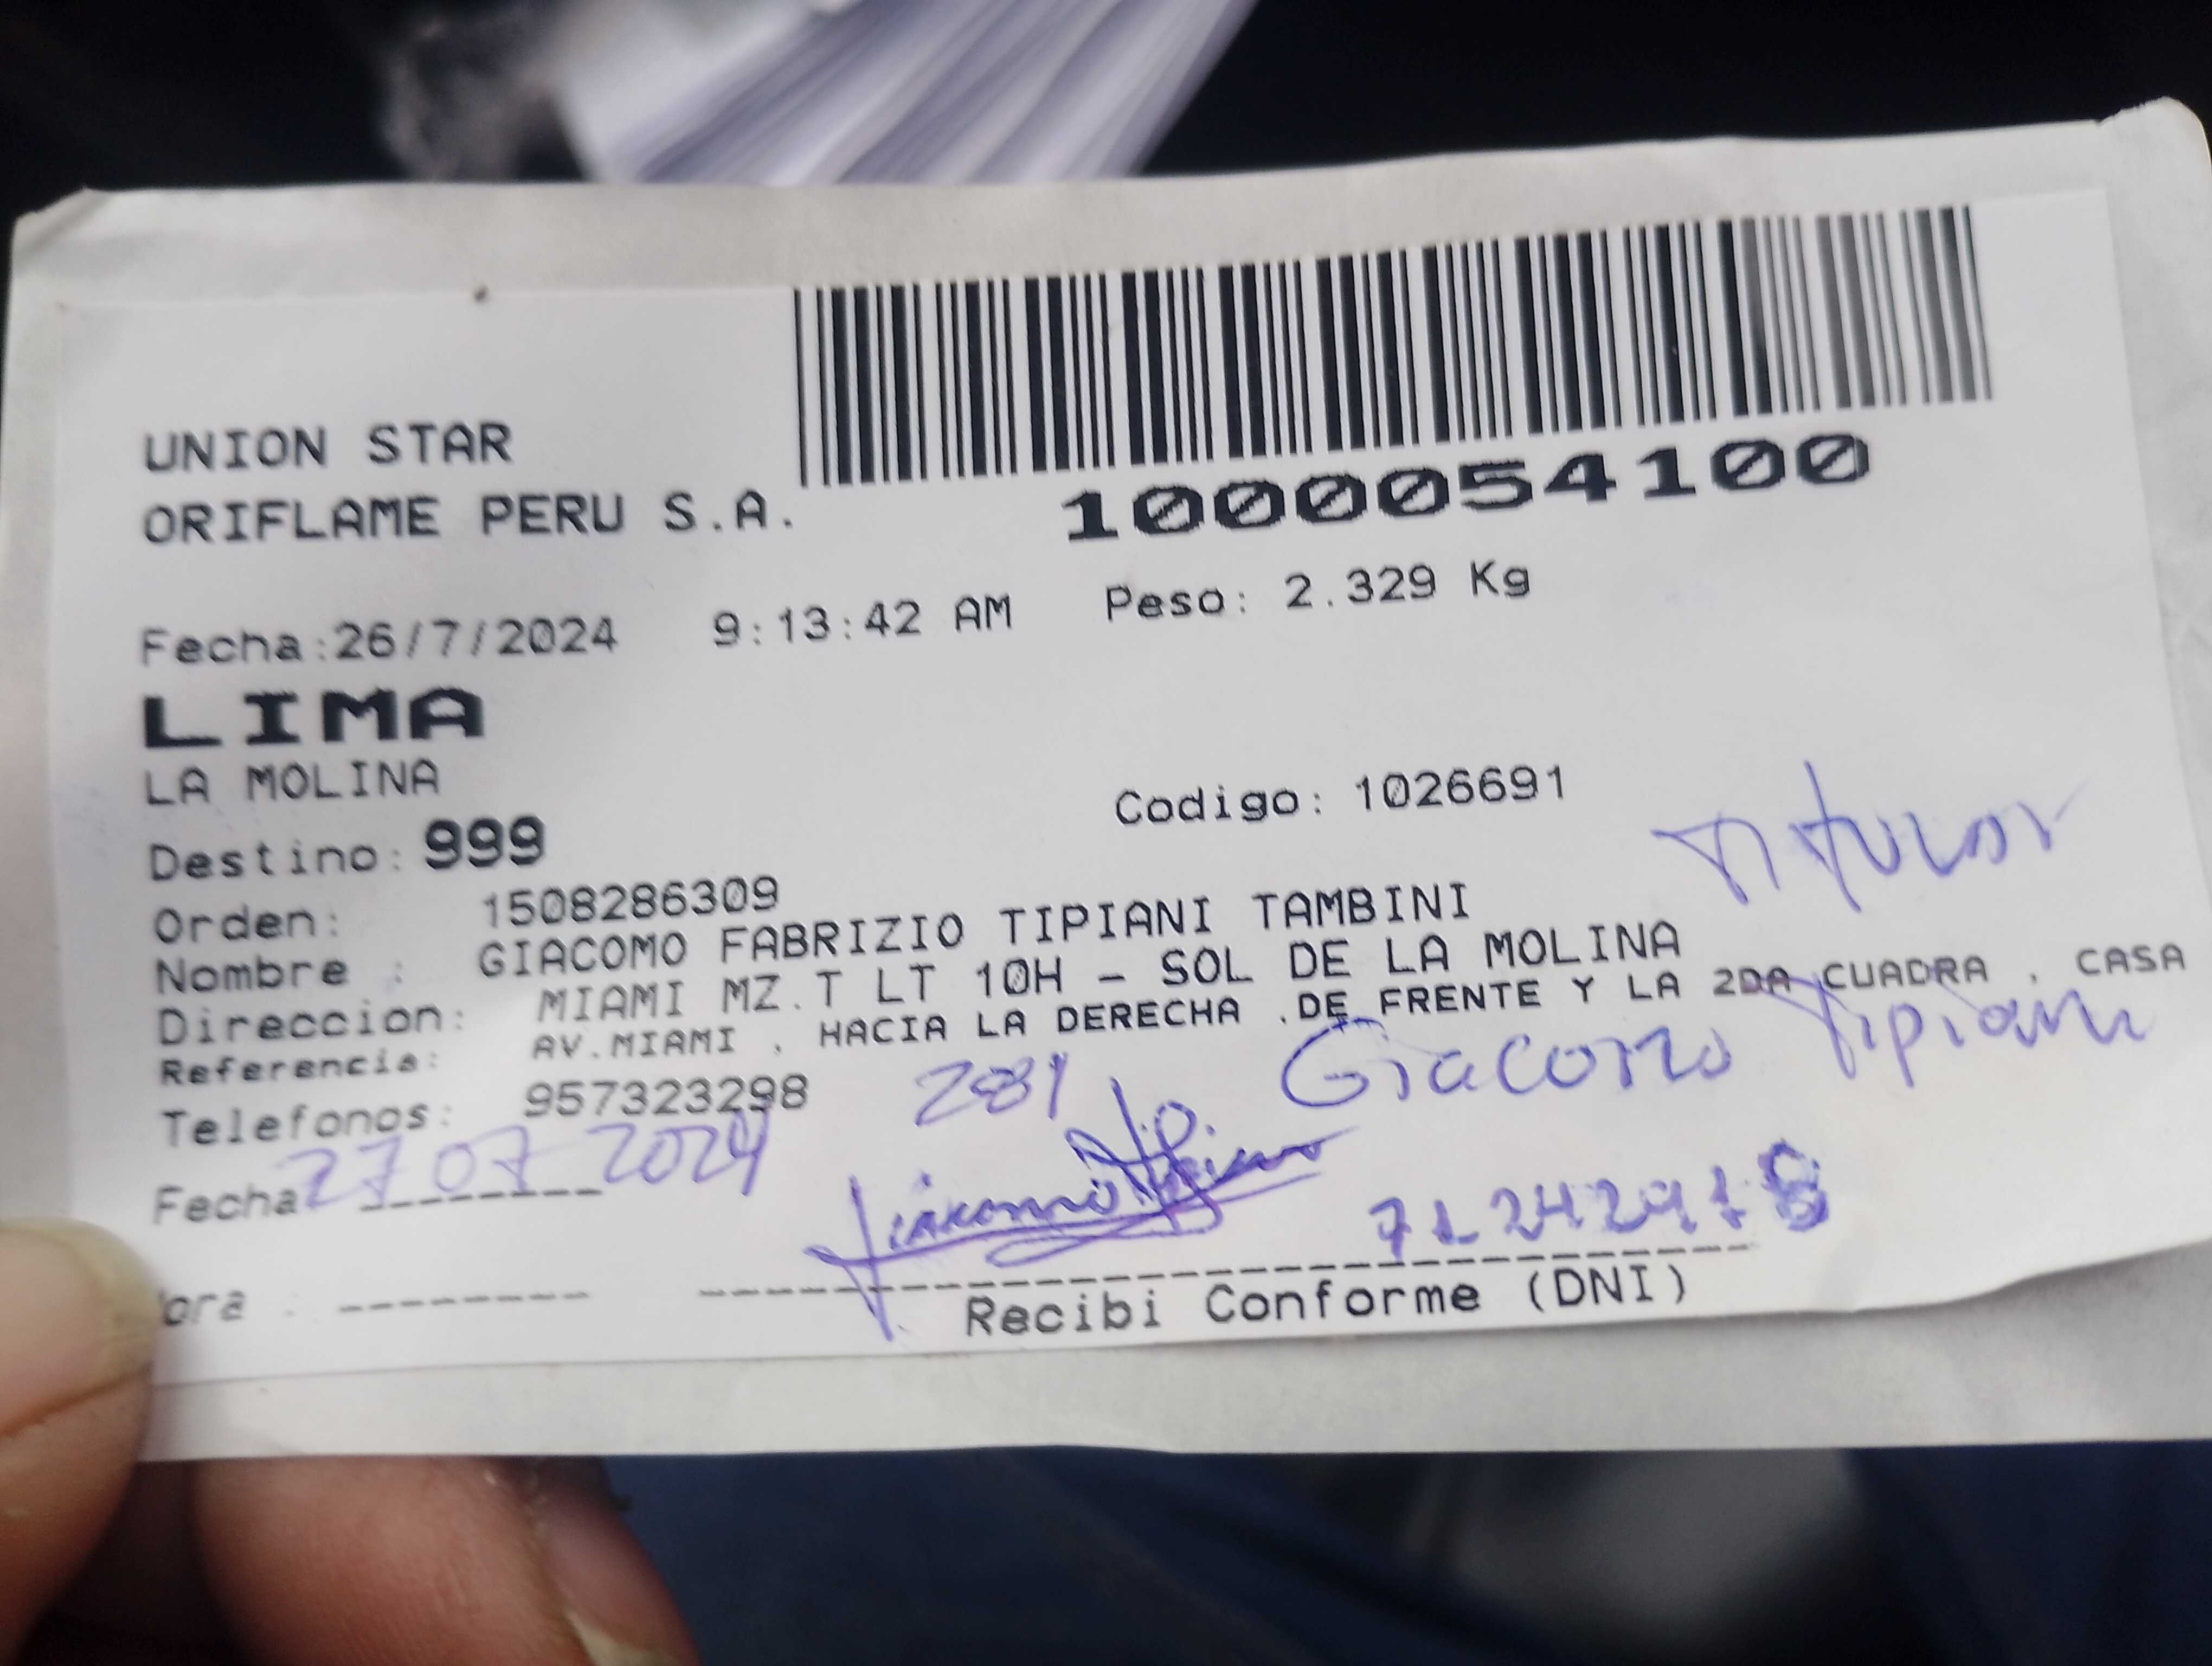 UNION STAR
ORIFLAME PERU S.A.
1000054100
Fecha:26/7/2024 9:13:42 AM Peso: 2.329 Kg
LIMA
LA MOLINA
Codigo: 1026691
Destino: 999
Titular
Orden: 1508286309
Nombre : GIACOMO FABRIZIO TIPIANI TAMBINI
Direccion: MIAMI MZ.T LT 10H - SOL DE LA MOLINA
Referencia: AV.MIAMI , HACIA LA DERECHA ,DE FRENTE Y LA 2DA CUADRA , CASA
Giacomo Tipiani
Telefonos: 957323298
Fecha 27 07 2024
ora :
Recibi Conforme (DNI)